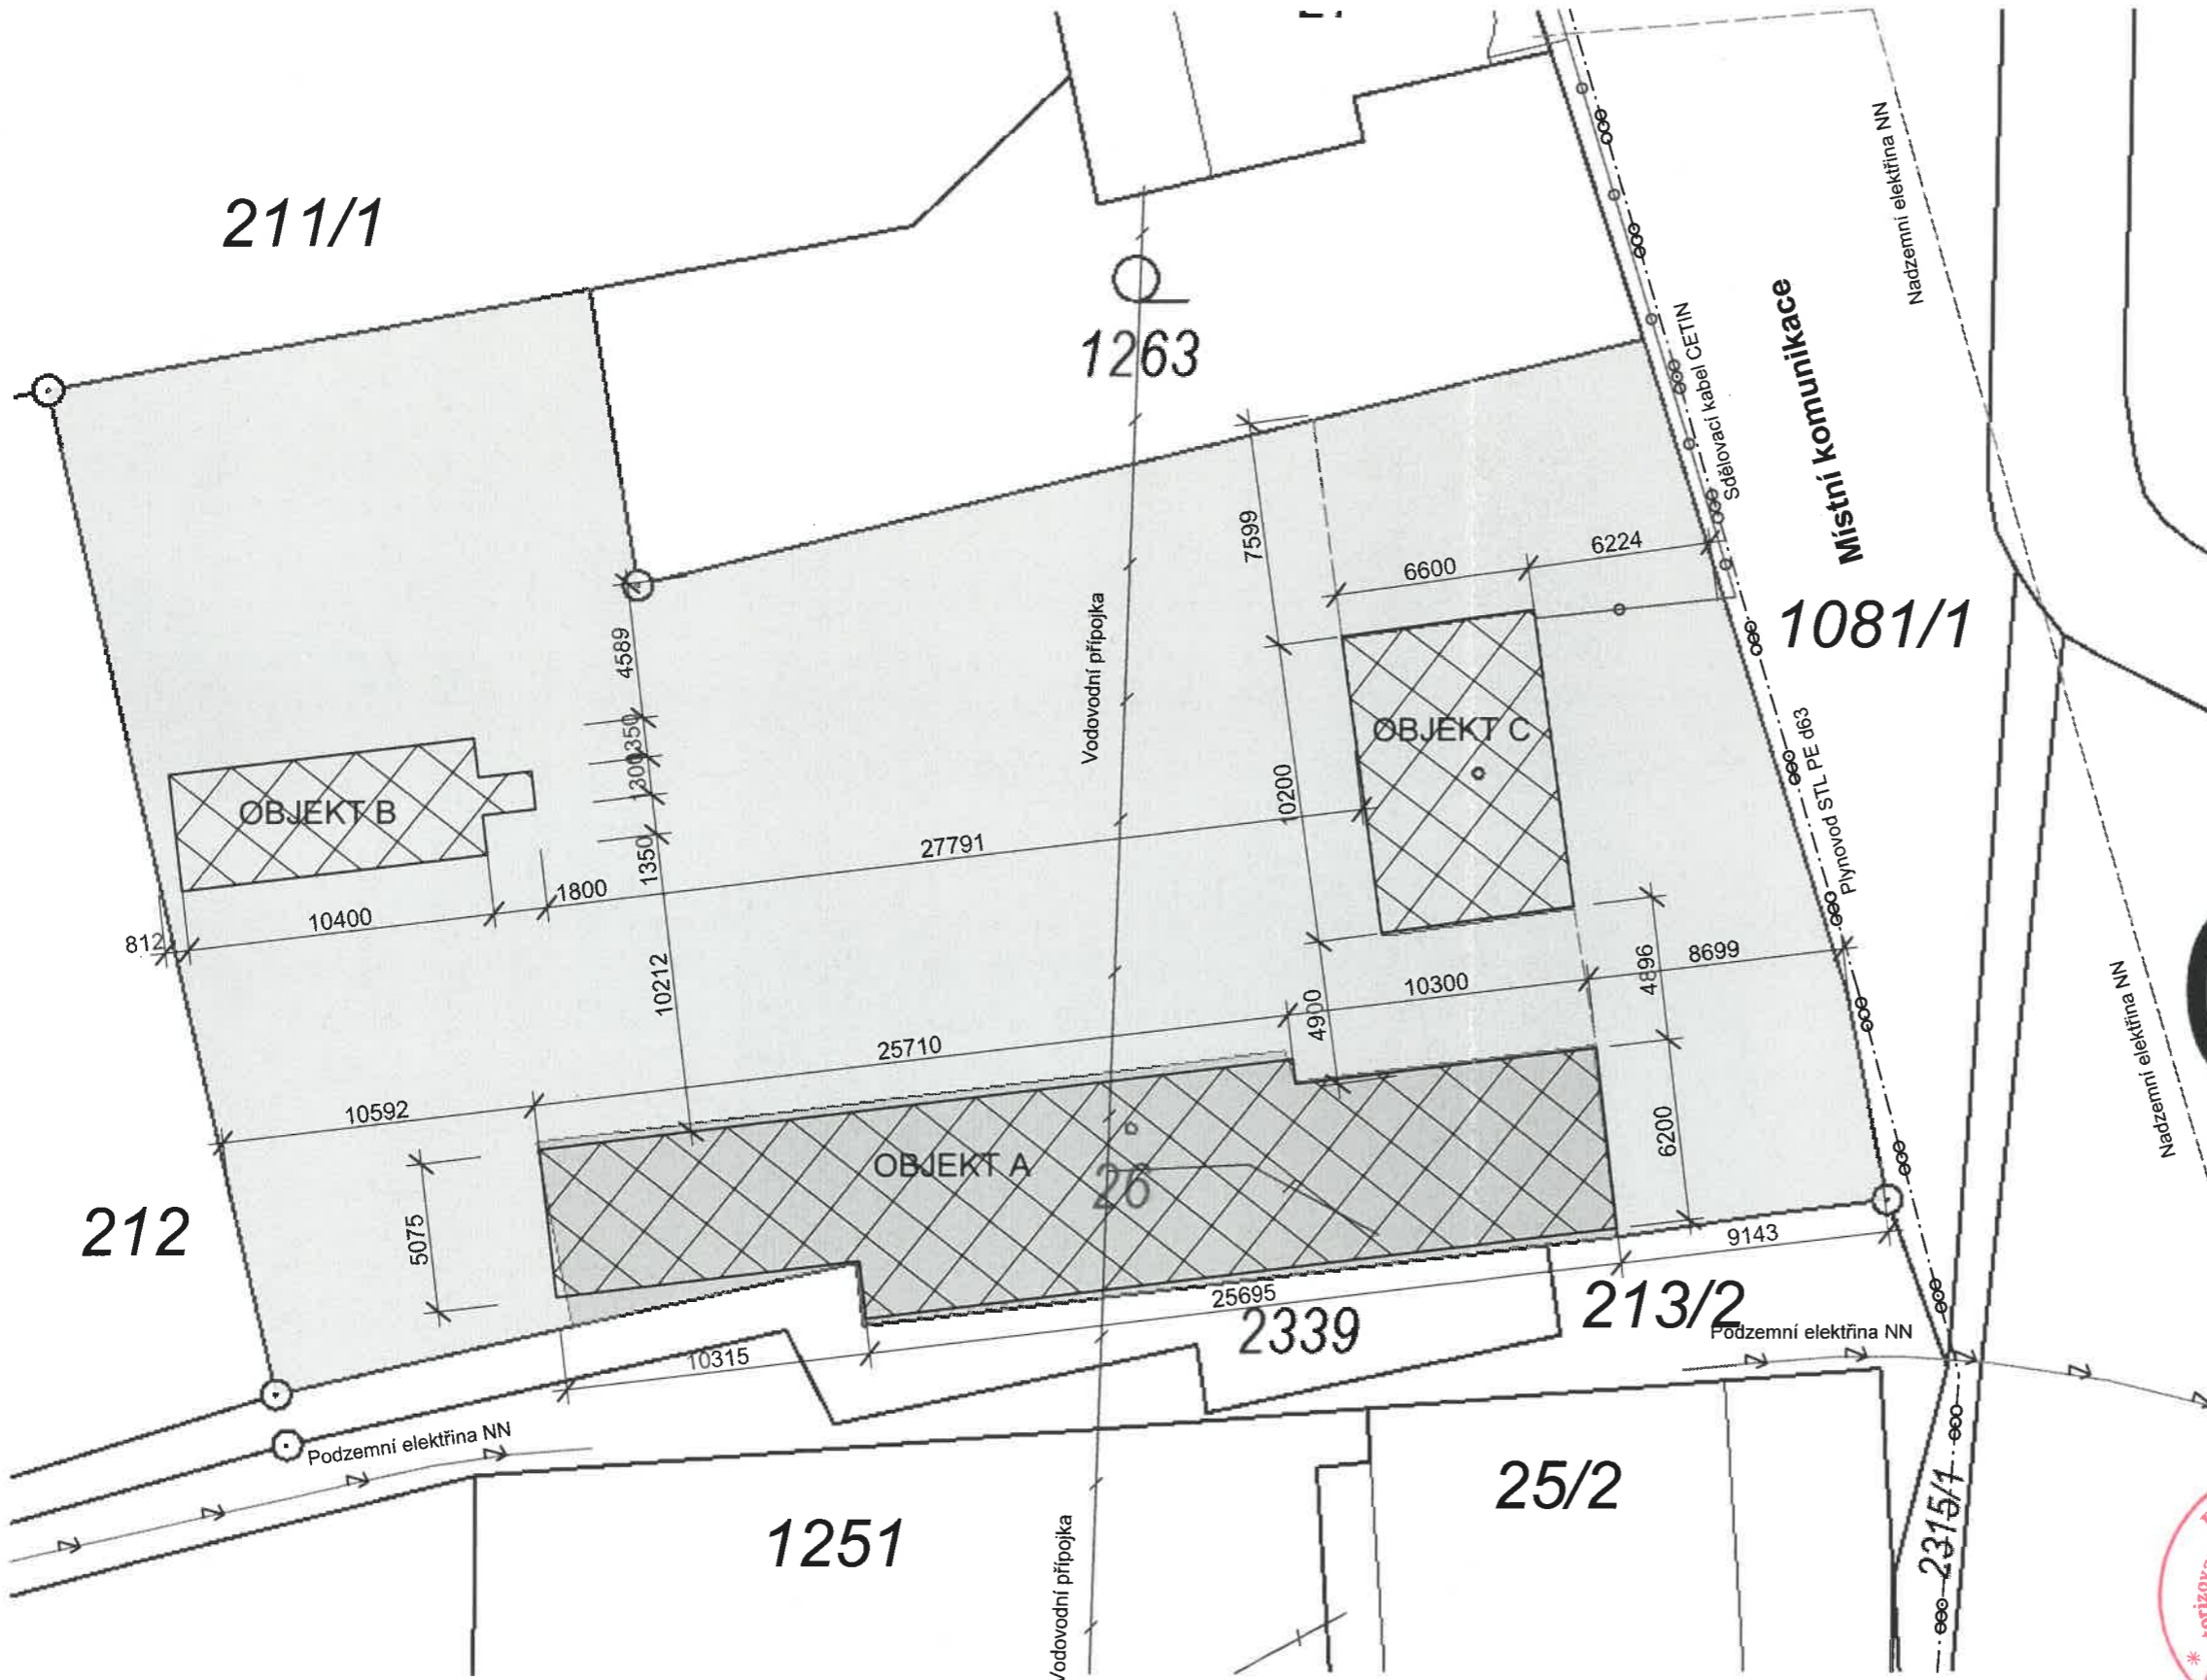 211/1
1263
Nadzemní elektřina NN
Sdělovací kabel CETIN
Místní komunikace
1081/1
7599
6600
6224
4589
350
1300
1350
Vodovodní přípojka
OBJEKT C
10200
OBJEKT B
27791
1800
10400
812
Plynovod STL PE d63
10212
4896
8699
10300
4900
25710
10592
Nadzemní elektřina NN
6200
OBJEKT A
26
5075
212
9143
25695
213/2
2339
Podzemní elektřina NN
10315
Podzemní elektřina NN
25/2
1251
2315/1
Vodovodní přípojka